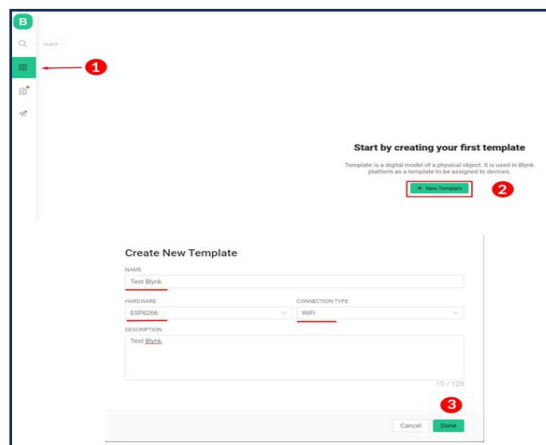 B
Search
1
Start by creating your first template
Template is a digital model of a physical object. It is used in Blynk
platform as a template to be assigned to devices.
+ New Template
2
Create New Template
NAME
Test Blynk
HARDWARE
CONNECTION TYPE
ESP8266
WiFi
DESCRIPTION
Test Blynk
10 / 128
3
Cancel
Done